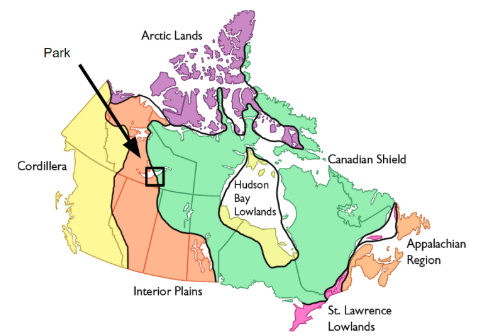 Arctic Lands
Park
Canadian Shield
Cordillera
Hudson
Bay
Lowlands
Appalachian
Region
Interior Plains
St. Lawrence
Lowlands